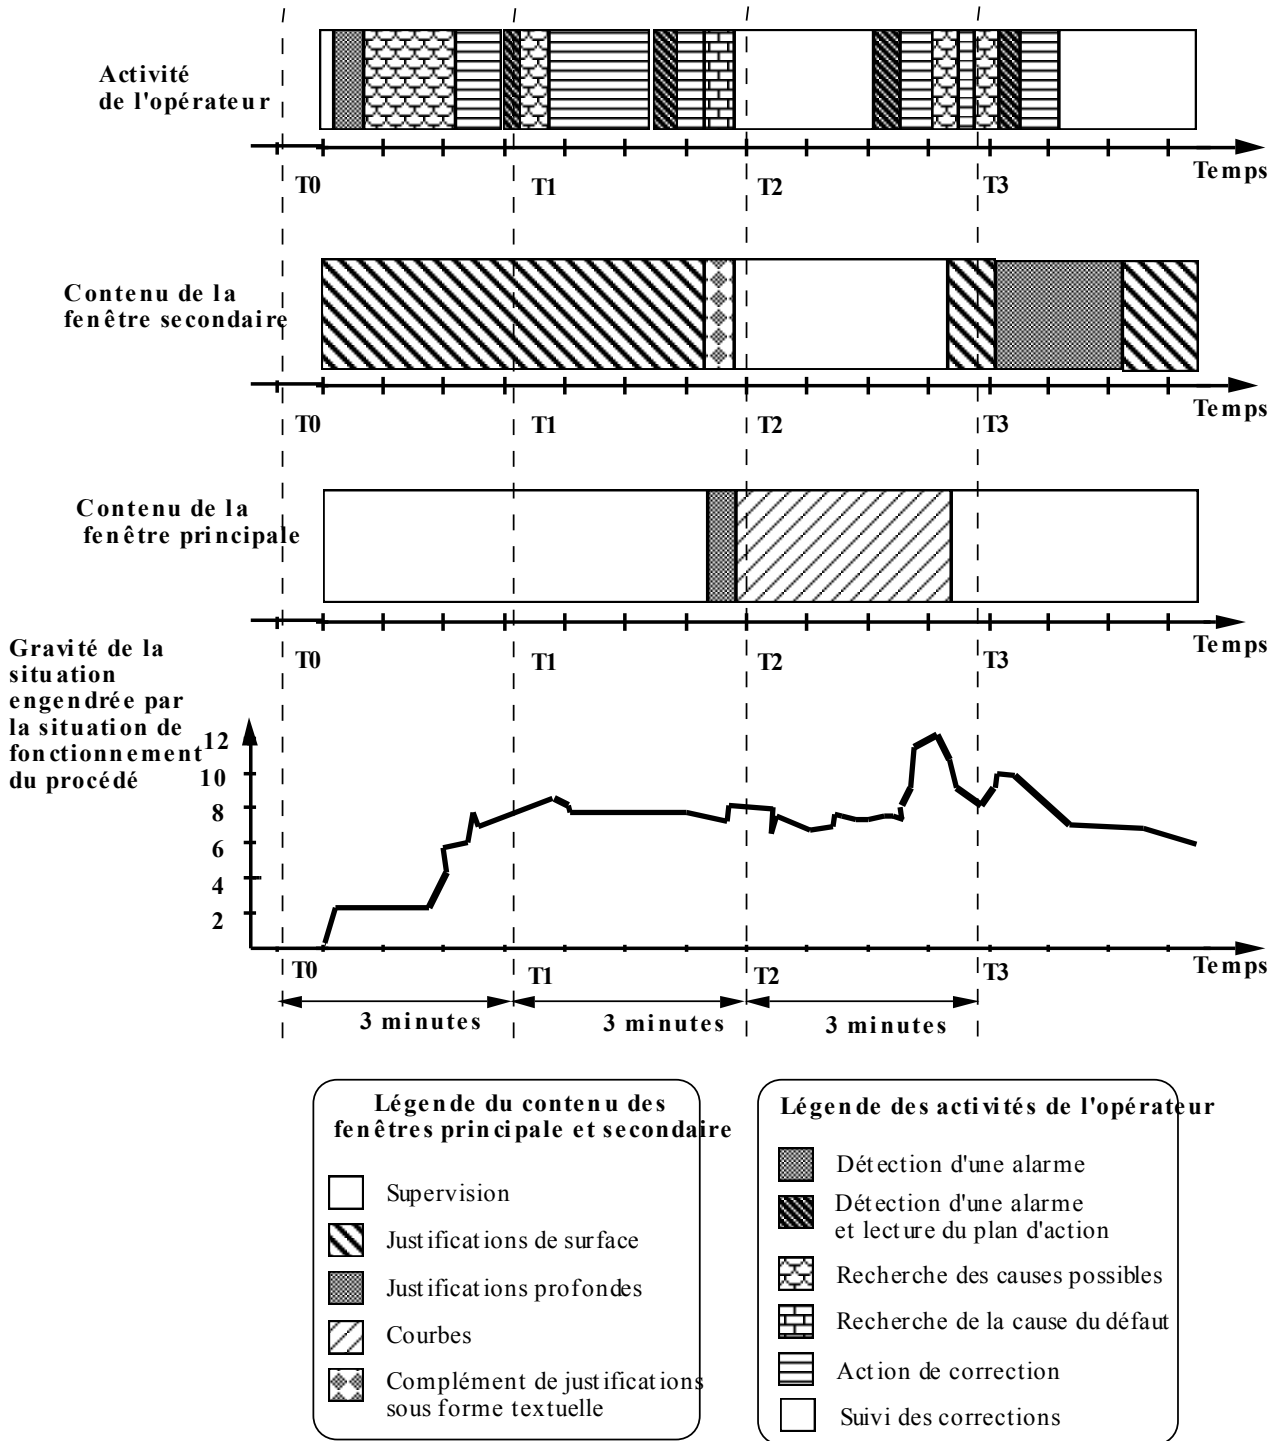 Activité
de l'opérateur
Temps
T0
T1
T2
T3
Contenu de la
fenêtre secondaire
Temps
T0
T1
T2
T3
Contenu de la
fenêtre principale
Temps
T0
T1
T2
T3
Gravité de la
situation
engendrée par
la situation de
fonctionnement
du procédé
12
10
8
6
4
2
Temps
T0
T1
T2
T3
3 minutes
3 minutes
3 minutes
Légende du contenu des
fenêtres principale et secondaire
Supervision
Justifications de surface
Justifications profondes
Courbes
Complément de justifications
sous forme textuelle
Légende des activités de l'opérateur
Détection d'une alarme
Détection d'une alarme
et lecture du plan d'action
Recherche des causes possibles
Recherche de la cause du défaut
Action de correction
Suivi des corrections